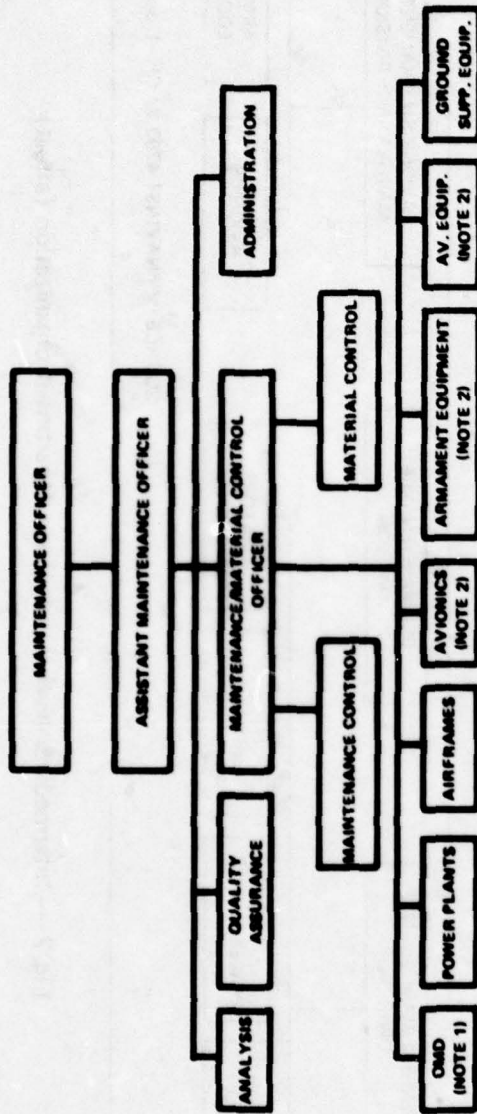 MAINTENANCE OFFICER
ASSISTANT MAINTENANCE OFFICER
ANALYSIS
QUALITY
ASSURANCE
MAINTENANCE/MATERIAL CONTROL
OFFICER
ADMINISTRATION
MAINTENANCE CONTROL
MATERIAL CONTROL
OMD
(NOTE 1)
POWER PLANTS
AIRFRAMES
AVIONICS
(NOTE 2)
ARMAMENT EQUIPMENT
(NOTE 2)
AV. EQUIP.
(NOTE 2)
GROUND
SUPP. EQUIP.